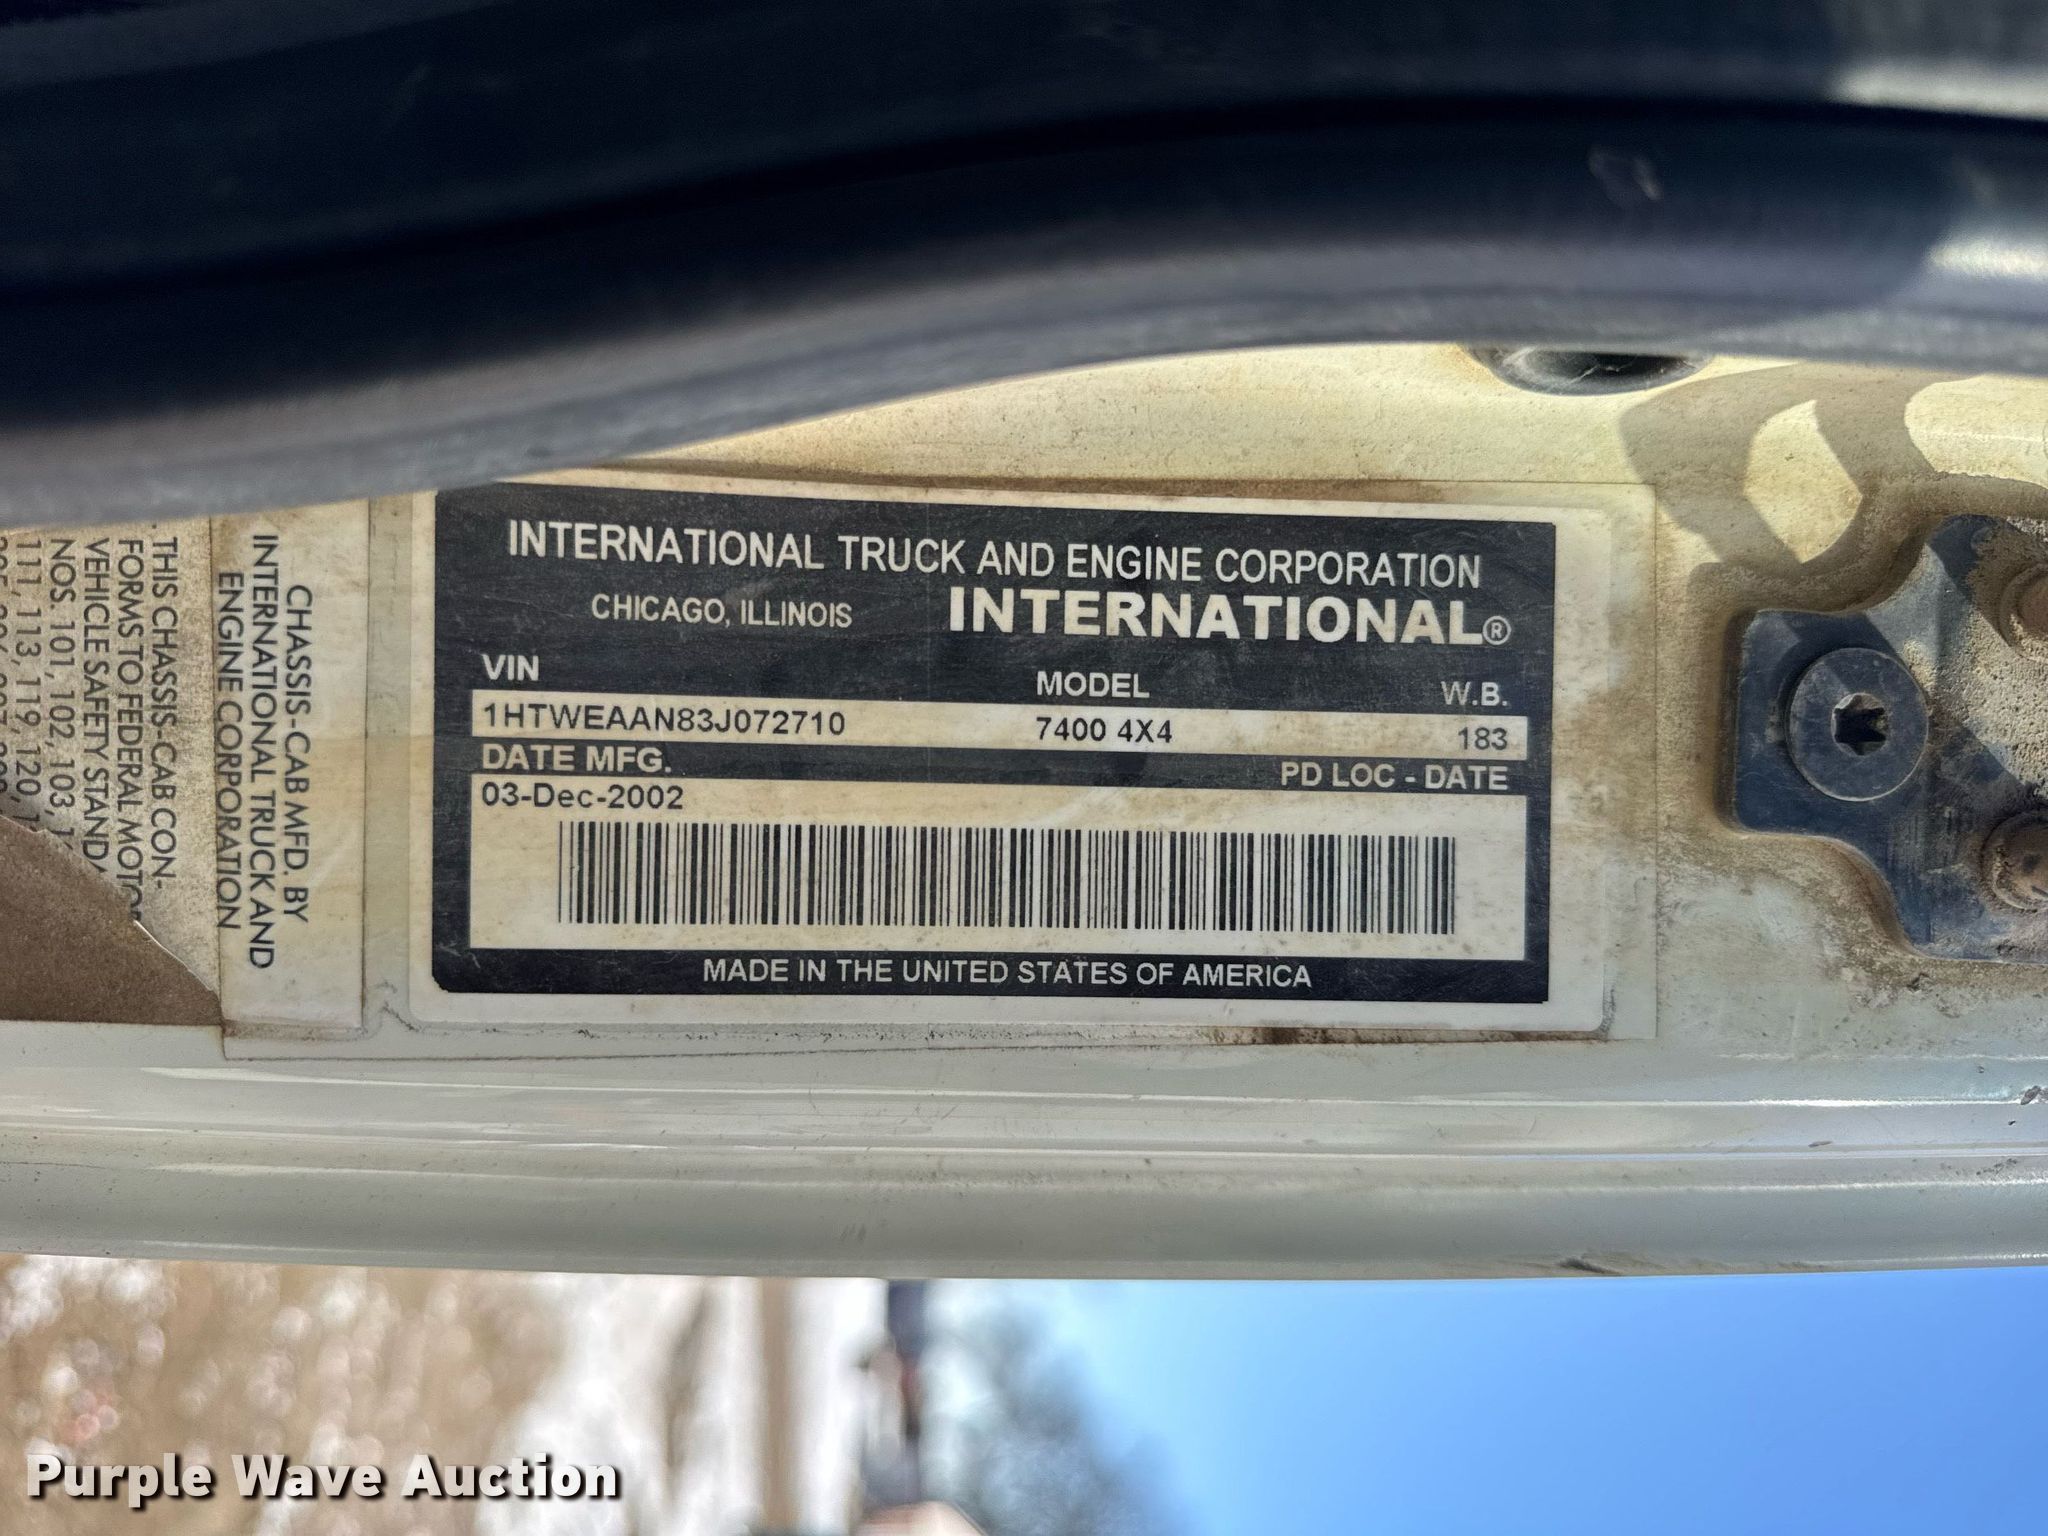 INTERNATIONAL TRUCK AND ENGINE CORPORATION
CHICAGO, ILLINOIS INTERNATIONAL®
VIN MODEL W.B.
1HTWEAAN83J072710 7400 4X4 183
DATE MFG. PD LOC - DATE
03-Dec-2002
MADE IN THE UNITED STATES OF AMERICA
CHASSIS-CAB MFD. BY
INTERNATIONAL TRUCK AND
ENGINE CORPORATION
. THIS CHASSIS-CAB CON-
FORMS TO FEDERAL MOTOR
VEHICLE SAFETY
NOS. 101, 102, 103,
111, 113, 119, 120,
Purple Wave Auction